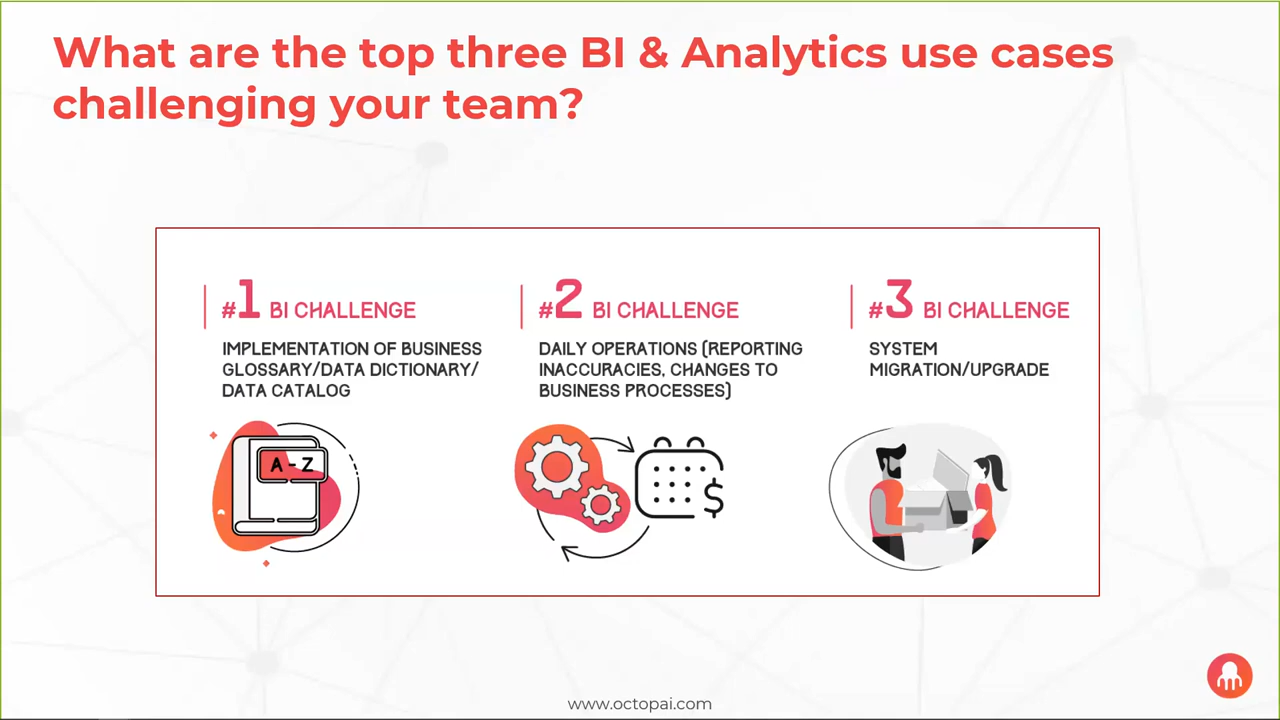 What are the top three BI & Analytics use cases
challenging your team?
#1 BI CHALLENGE
IMPLEMENTATION OF BUSINESS
GLOSSARY/DATA DICTIONARY/
DATA CATALOG
A-Z
#2 BI CHALLENGE
DAILY OPERATIONS (REPORTING
INACCURACIES, CHANGES TO
BUSINESS PROCESSES)
$
#3 BI CHALLENGE
SYSTEM
MIGRATION/UPGRADE
www.octopai.com